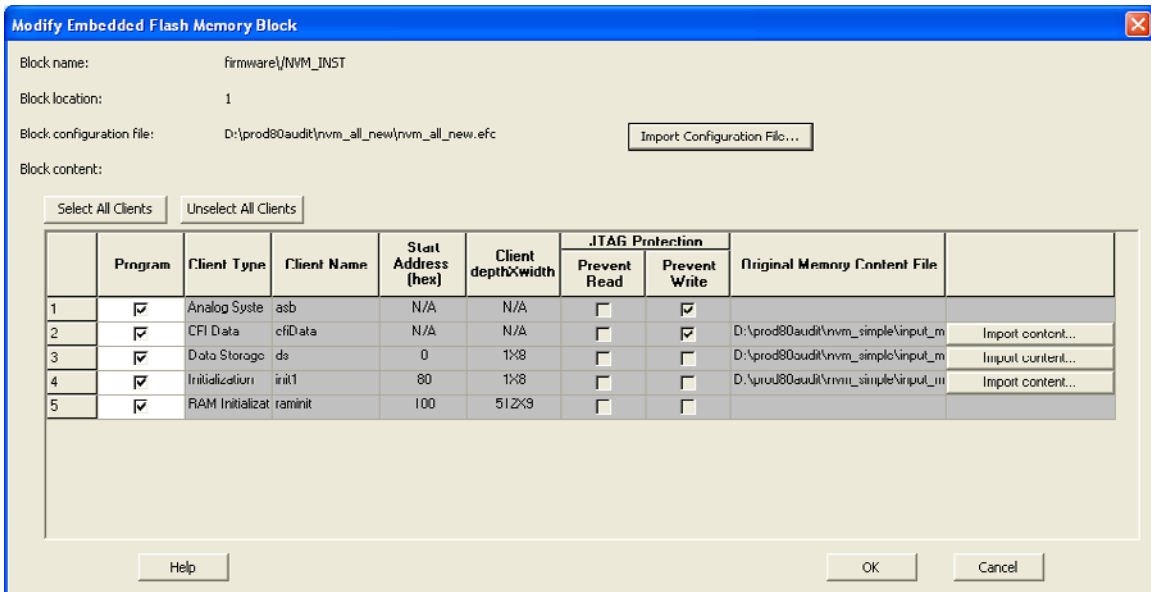 Modify Embedded Flash Memory Block
Block name: firmware\/NVM_INST
Block location: 1
Block configuration file: D:\prod80audit\nvm_all_new\nvm_all_new.efc Import Configuration File...
Block content:
Select All Clients Unselect All Clients
Program Client Type Client Name Start Address (hex) Client depthXwidth JTAG Protection Prevent Read Prevent Write Original Memory Content File
1 Analog Syste asb N/A N/A
2 CFI Data cfiData N/A N/A D:\prod80audit\nvm_simple\input_m Import content...
3 Data Storage ds 0 1X8 D:\prod80audit\nvm_simple\input_m Import content...
4 Initialization init1 80 1X8 D:\prod80audit\nvm_simple\input_m Import content...
5 RAM Initializat raminit 100 512X9
Help OK Cancel